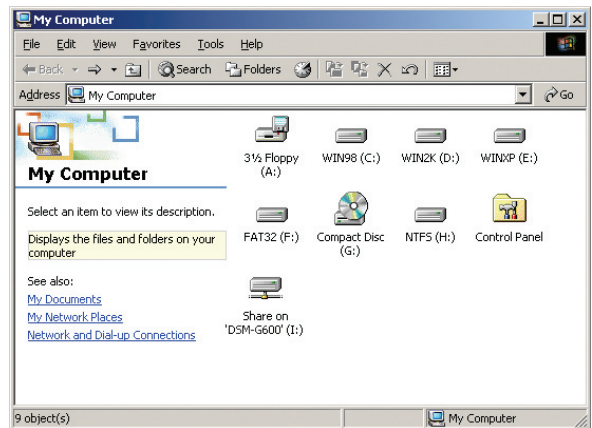 My Computer
File Edit View Favorites Tools Help
Back Search Folders
Address My Computer Go
My Computer
Select an item to view its description.
Displays the files and folders on your
computer
See also:
My Documents
My Network Places
Network and Dial-up Connections
3½ Floppy
(A:)
WIN98 (C:)
WIN2K (D:)
WINXP (E:)
FAT32 (F:)
Compact Disc
(G:)
NTFS (H:)
Control Panel
Share on
'DSM-G600' (I:)
9 object(s)
My Computer